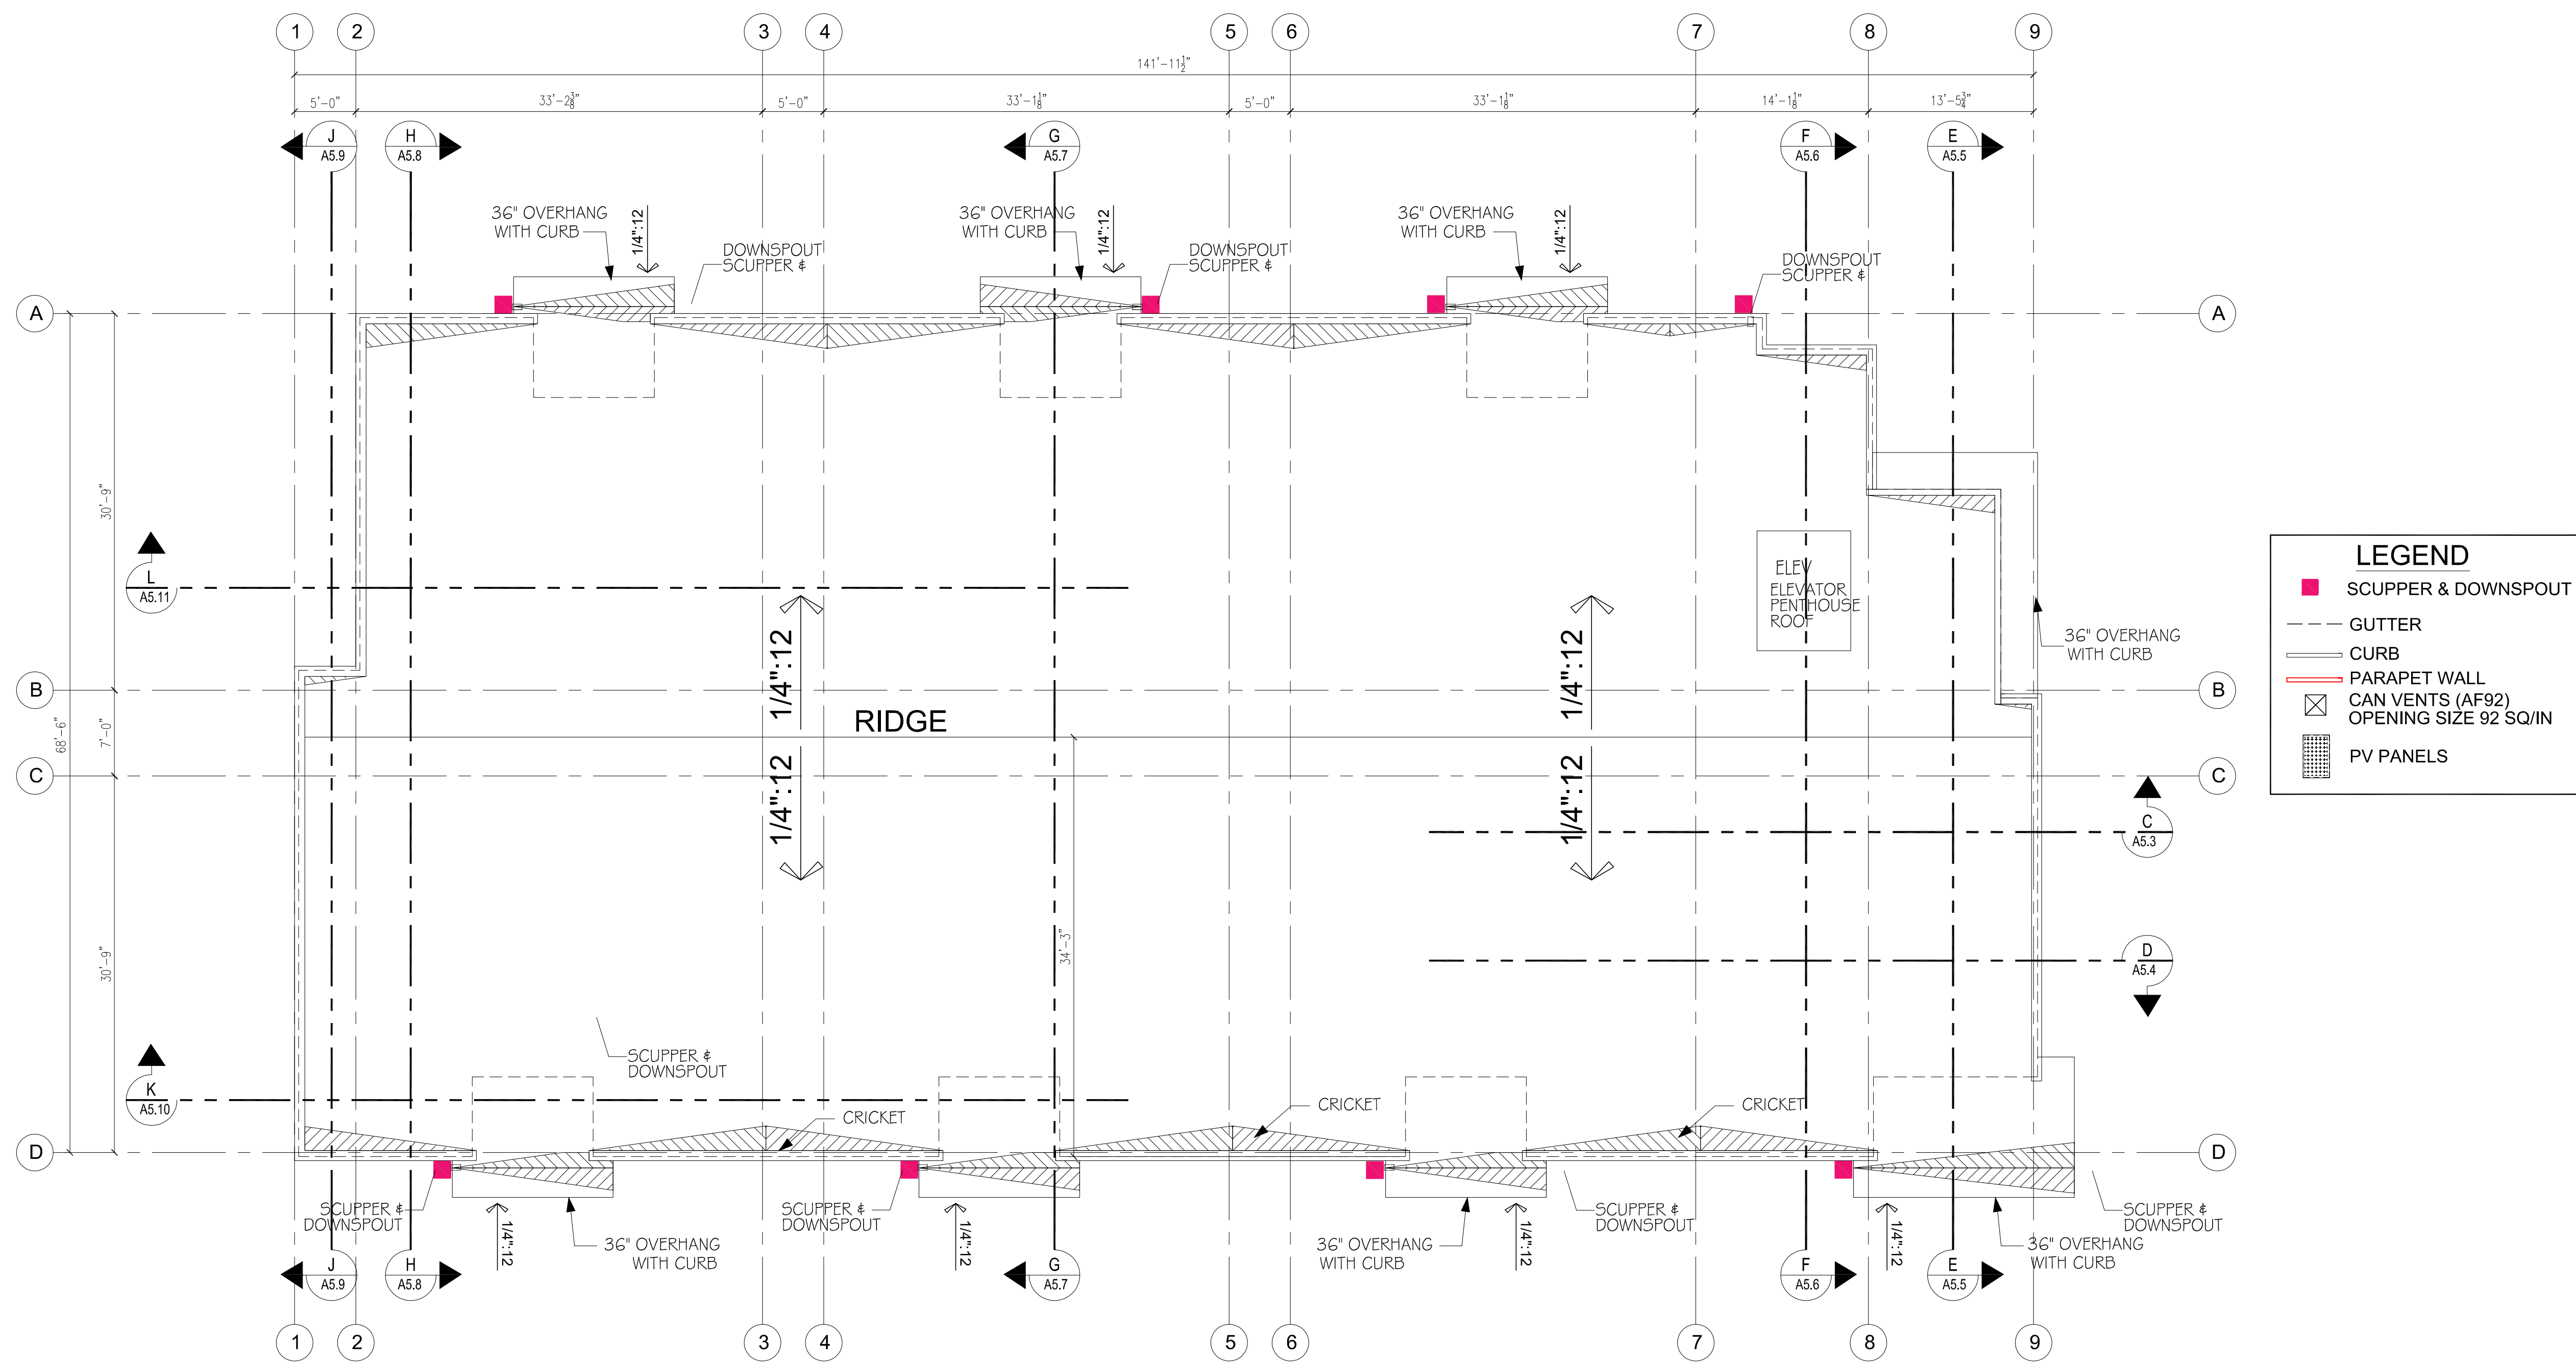 1 2 3 4 5 6 7 8 9
141'-11½"
5'-0" 33'-2⅜" 5'-0" 33'-1⅛" 5'-0" 33'-1⅛" 14'-1⅛" 13'-5¾"
J
A5.9
H
A5.8
G
A5.7
F
A5.6
E
A5.5
36" OVERHANG
WITH CURB
1/4":12
DOWNSPOUT
SCUPPER &
36" OVERHANG
WITH CURB
1/4":12
DOWNSPOUT
SCUPPER &
36" OVERHANG
WITH CURB
1/4":12
DOWNSPOUT
SCUPPER &
A A
30'-9"
L
A5.11
ELEV
ELEVATOR
PENTHOUSE
ROOF
36" OVERHANG
WITH CURB
LEGEND
SCUPPER & DOWNSPOUT
GUTTER
CURB
PARAPET WALL
CAN VENTS (AF92)
OPENING SIZE 92 SQ/IN
PV PANELS
1/4":12
1/4":12
B B
68'-6"
7'-0"
RIDGE
C C
1/4":12
1/4":12
C
A5.3
30'-9"
34'-3"
D
A5.4
SCUPPER &
DOWNSPOUT
K
A5.10
CRICKET
CRICKET
CRICKET
D D
SCUPPER &
DOWNSPOUT
1/4":12
36" OVERHANG
WITH CURB
SCUPPER &
DOWNSPOUT
1/4":12
36" OVERHANG
WITH CURB
1/4":12
SCUPPER &
DOWNSPOUT
1/4":12
36" OVERHANG
WITH CURB
SCUPPER &
DOWNSPOUT
J
A5.9
H
A5.8
G
A5.7
F
A5.6
E
A5.5
1 2 3 4 5 6 7 8 9